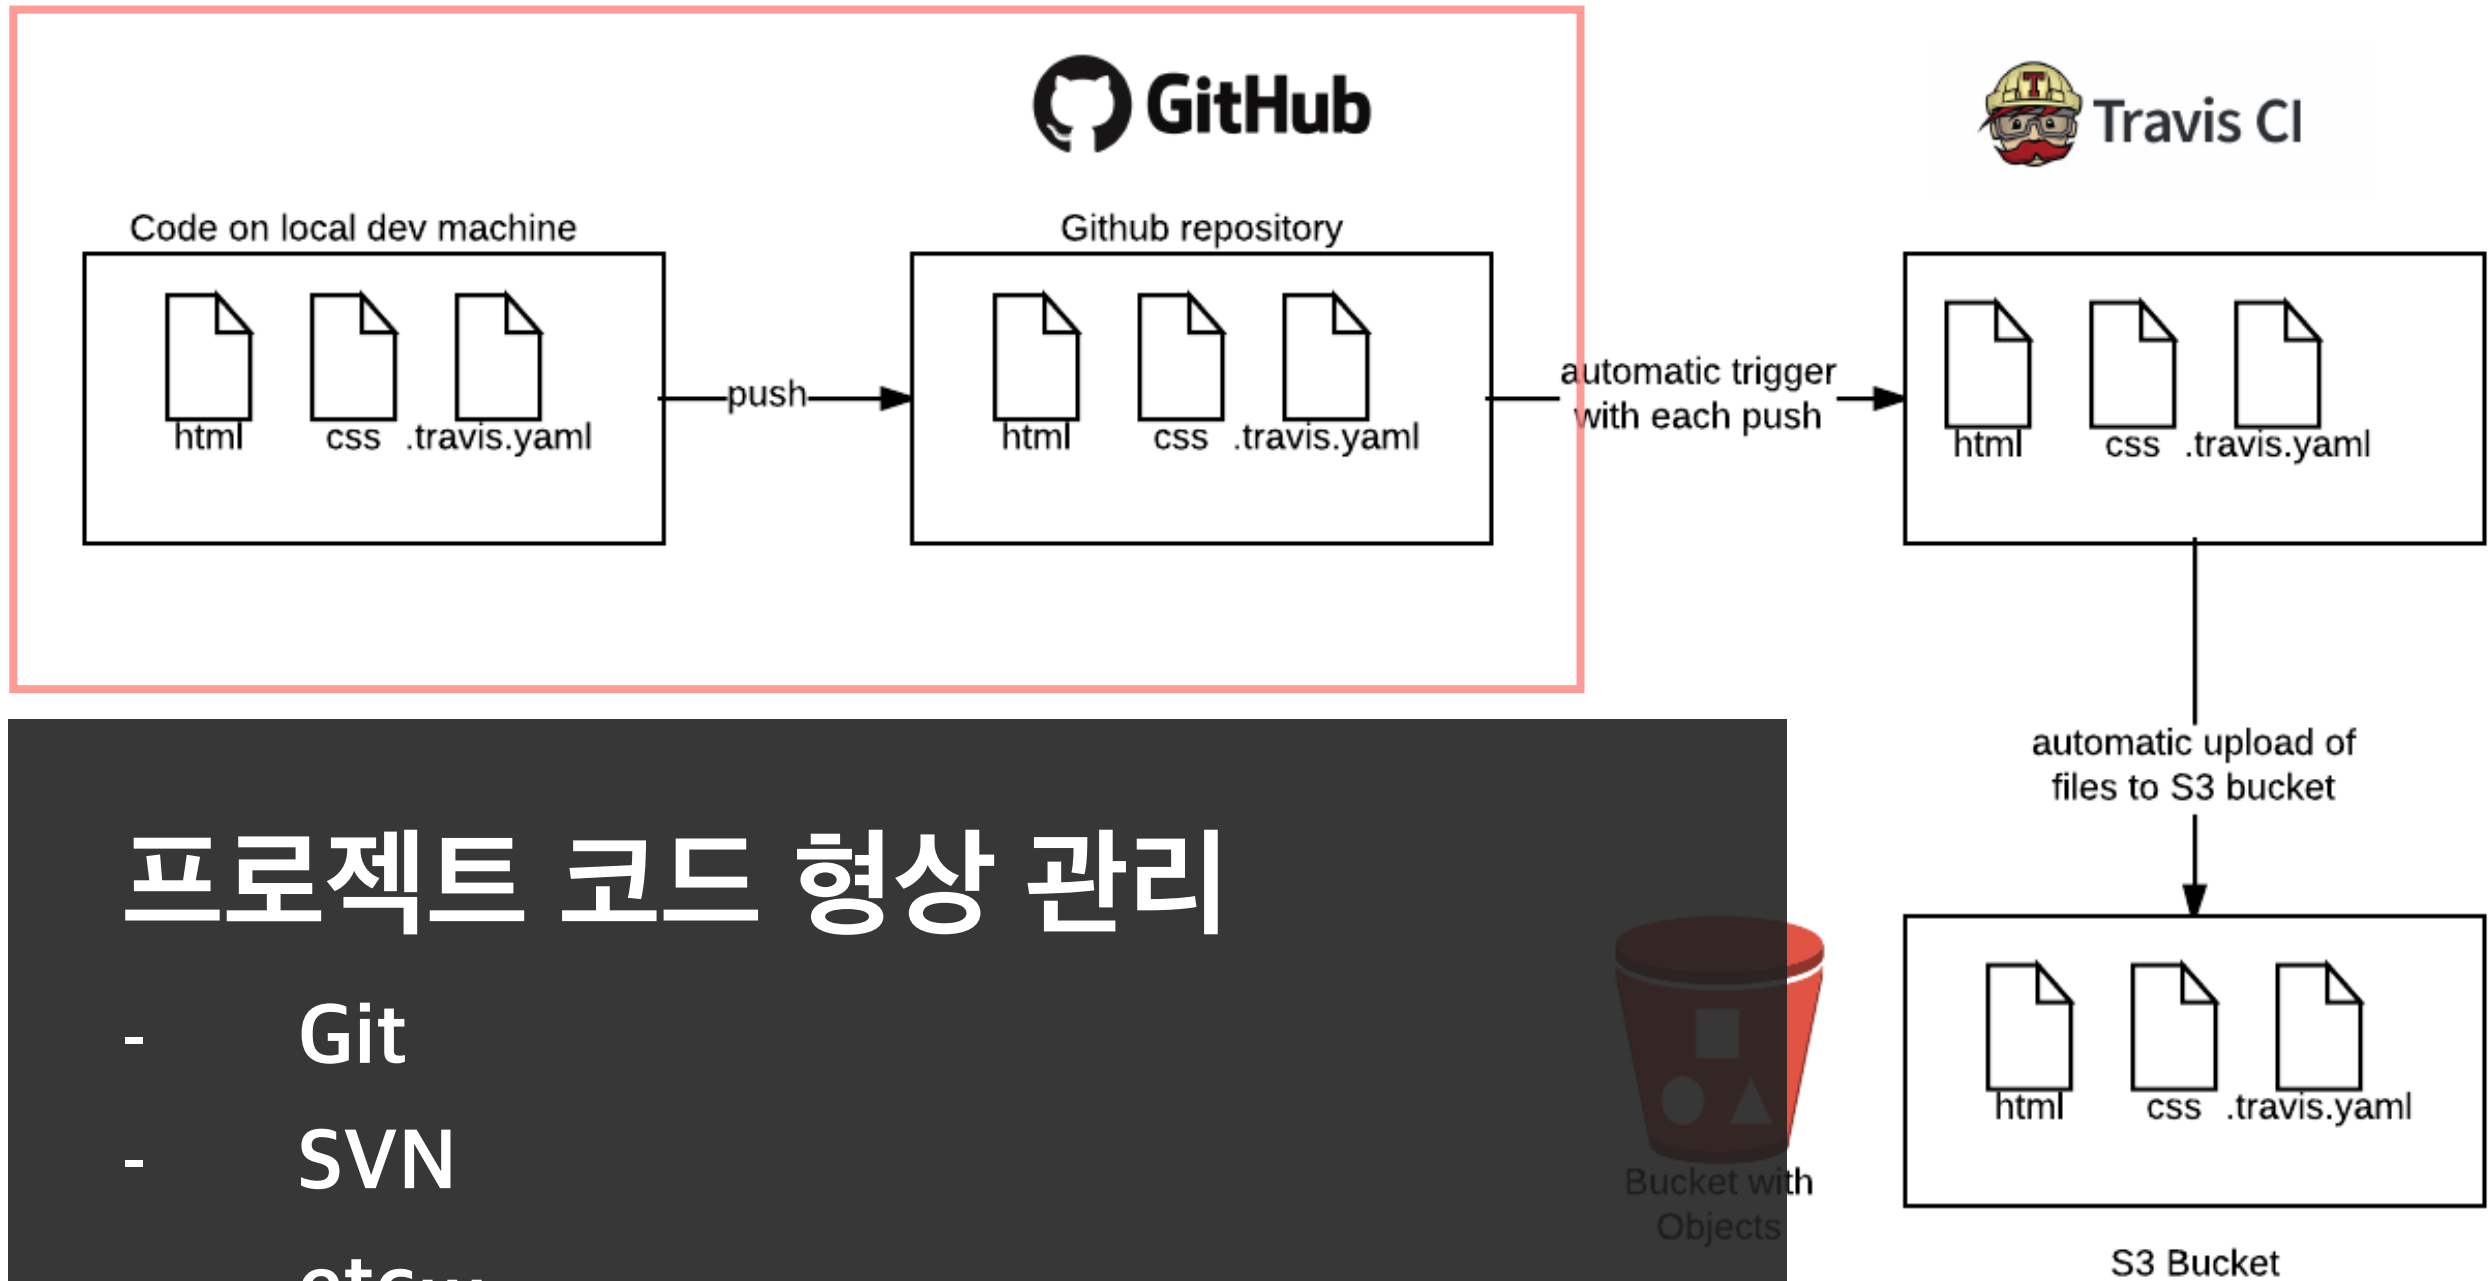 GitHub
Travis CI
Code on local dev machine
html
css
.travis.yaml
push
Github repository
html
css
.travis.yaml
automatic trigger
with each push
html
css
.travis.yaml
automatic upload of
files to S3 bucket
프로젝트 코드 형상 관리
- Git
- SVN
etc...
Bucket with
Objects
html
css
.travis.yaml
S3 Bucket